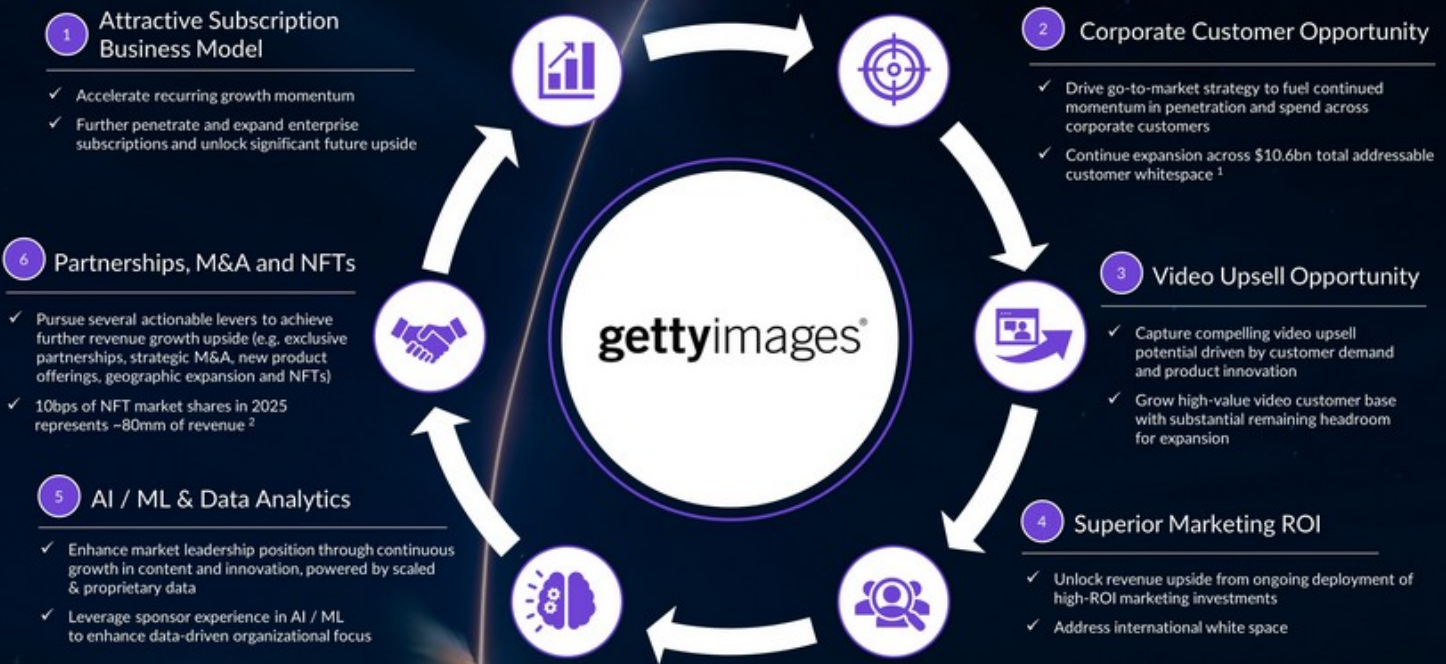 1
Attractive Subscription
Business Model
✓ Accelerate recurring growth momentum
✓ Further penetrate and expand enterprise
subscriptions and unlock significant future upside
2
Corporate Customer Opportunity
✓ Drive go-to-market strategy to fuel continued
momentum in penetration and spend across
corporate customers
✓ Continue expansion across $10.6bn total addressable
customer whitespace 1
3
Video Upsell Opportunity
✓ Capture compelling video upsell
potential driven by customer demand
and product innovation
✓ Grow high-value video customer base
with substantial remaining headroom
for expansion
4
Superior Marketing ROI
✓ Unlock revenue upside from ongoing deployment of
high-ROI marketing investments
✓ Address international white space
5
AI / ML & Data Analytics
✓ Enhance market leadership position through continuous
growth in content and innovation, powered by scaled
& proprietary data
✓ Leverage sponsor experience in AI / ML
to enhance data-driven organizational focus
6
Partnerships, M&A and NFTs
✓ Pursue several actionable levers to achieve
further revenue growth upside (e.g. exclusive
partnerships, strategic M&A, new product
offerings, geographic expansion and NFTs)
✓ 10bps of NFT market shares in 2025
represents ~80mm of revenue 2
gettyimages®